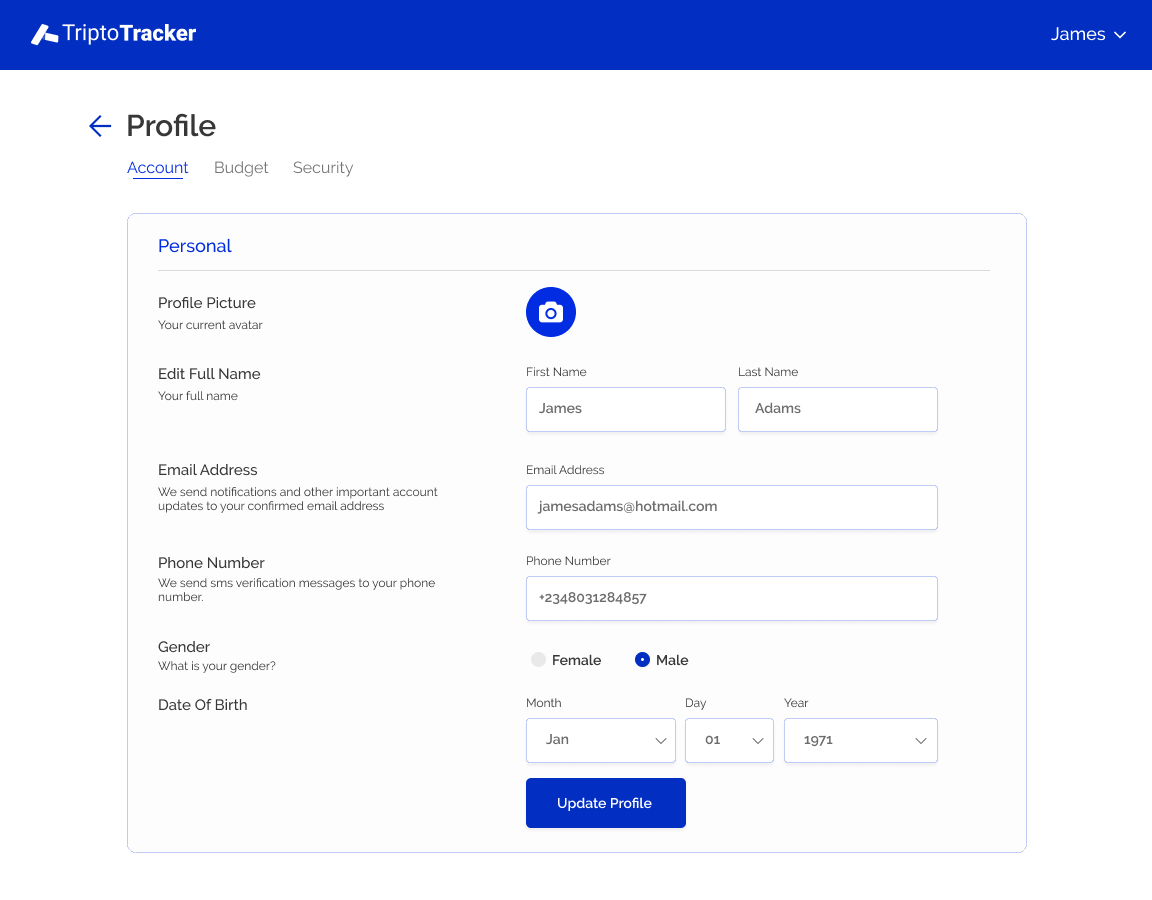 TriptoTracker
James
Profile
Account Budget Security
Personal
Profile Picture
Your current avatar
Edit Full Name
Your full name
First Name
Last Name
James
Adams
Email Address
We send notifications and other important account
updates to your confirmed email address
Email Address
jamesadams@hotmail.com
Phone Number
We send sms verification messages to your phone
number.
Phone Number
+2348031284857
Gender
What is your gender?
Female
Male
Date Of Birth
Month
Day
Year
Jan
01
1971
Update Profile